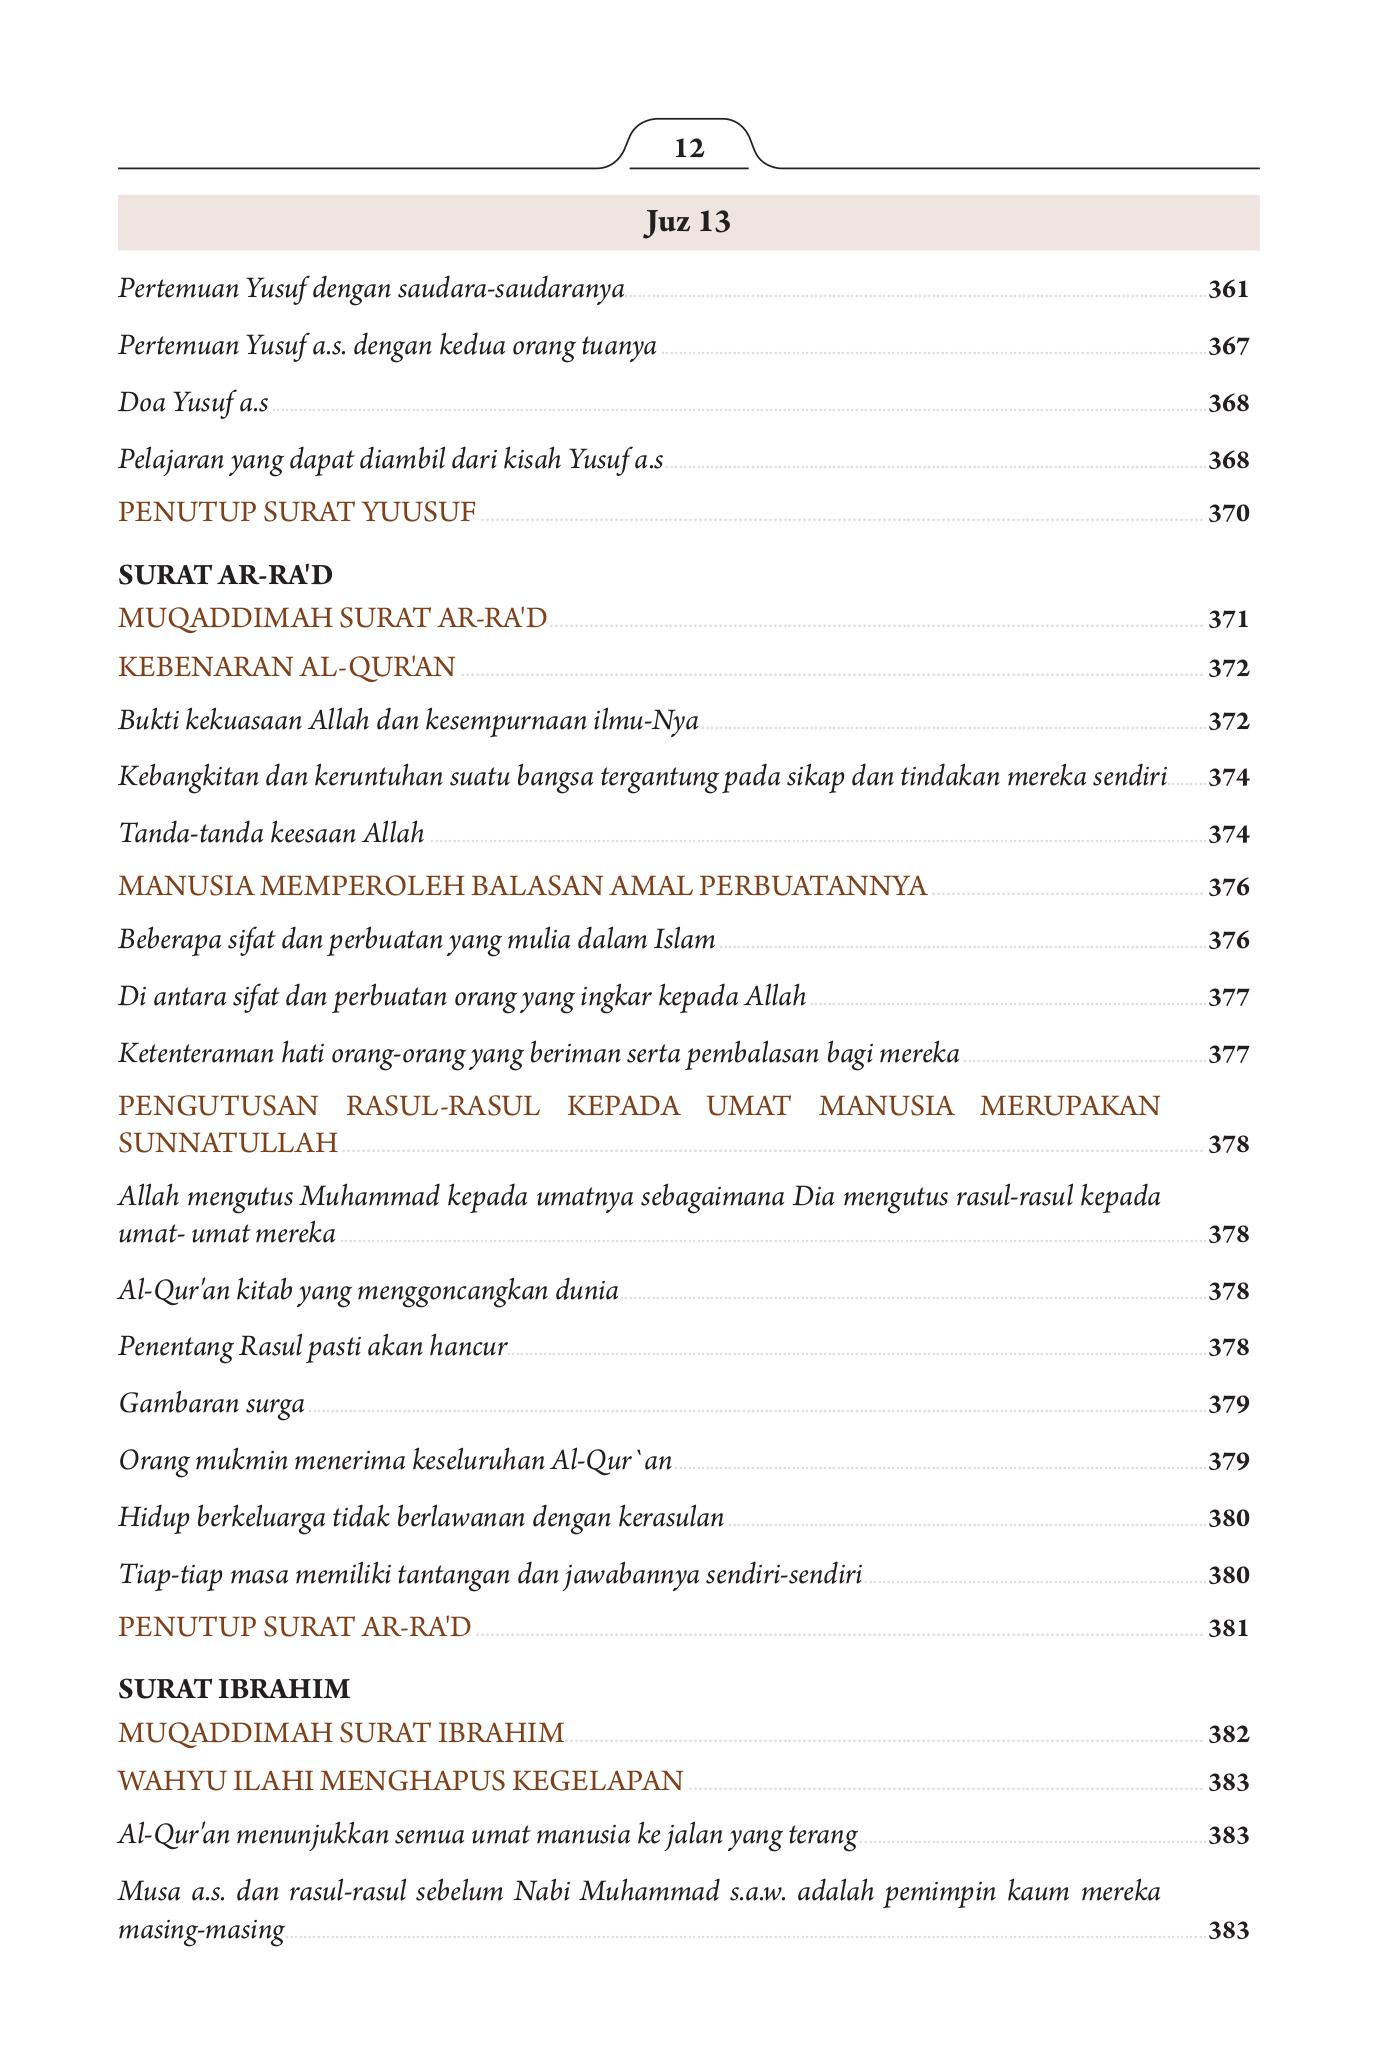 12
Juz 13
Pertemuan Yusuf dengan saudara-saudaranya 361
Pertemuan Yusuf a.s. dengan kedua orang tuanya 367
Doa Yusuf a.s 368
Pelajaran yang dapat diambil dari kisah Yusuf a.s 368
PENUTUP SURAT YUUSUF 370
SURAT AR-RA'D
MUQADDIMAH SURAT AR-RA'D 371
KEBENARAN AL-QUR'AN 372
Bukti kekuasaan Allah dan kesempurnaan ilmu-Nya 372
Kebangkitan dan keruntuhan suatu bangsa tergantung pada sikap dan tindakan mereka sendiri 374
Tanda-tanda keesaan Allah 374
MANUSIA MEMPEROLEH BALASAN AMAL PERBUATANNYA 376
Beberapa sifat dan perbuatan yang mulia dalam Islam 376
Di antara sifat dan perbuatan orang yang ingkar kepada Allah 377
Ketenteraman hati orang-orang yang beriman serta pembalasan bagi mereka 377
PENGUTUSAN RASUL-RASUL KEPADA UMAT MANUSIA MERUPAKAN
SUNNATULLAH 378
Allah mengutus Muhammad kepada umatnya sebagaimana Dia mengutus rasul-rasul kepada
umat- umat mereka 378
Al-Qur'an kitab yang menggoncangkan dunia 378
Penentang Rasul pasti akan hancur 378
Gambaran surga 379
Orang mukmin menerima keseluruhan Al-Qur`an 379
Hidup berkeluarga tidak berlawanan dengan kerasulan 380
Tiap-tiap masa memiliki tantangan dan jawabannya sendiri-sendiri 380
PENUTUP SURAT AR-RA'D 381
SURAT IBRAHIM
MUQADDIMAH SURAT IBRAHIM 382
WAHYU ILAHI MENGHAPUS KEGELAPAN 383
Al-Qur'an menunjukkan semua umat manusia ke jalan yang terang 383
Musa a.s. dan rasul-rasul sebelum Nabi Muhammad s.a.w. adalah pemimpin kaum mereka
masing-masing 383